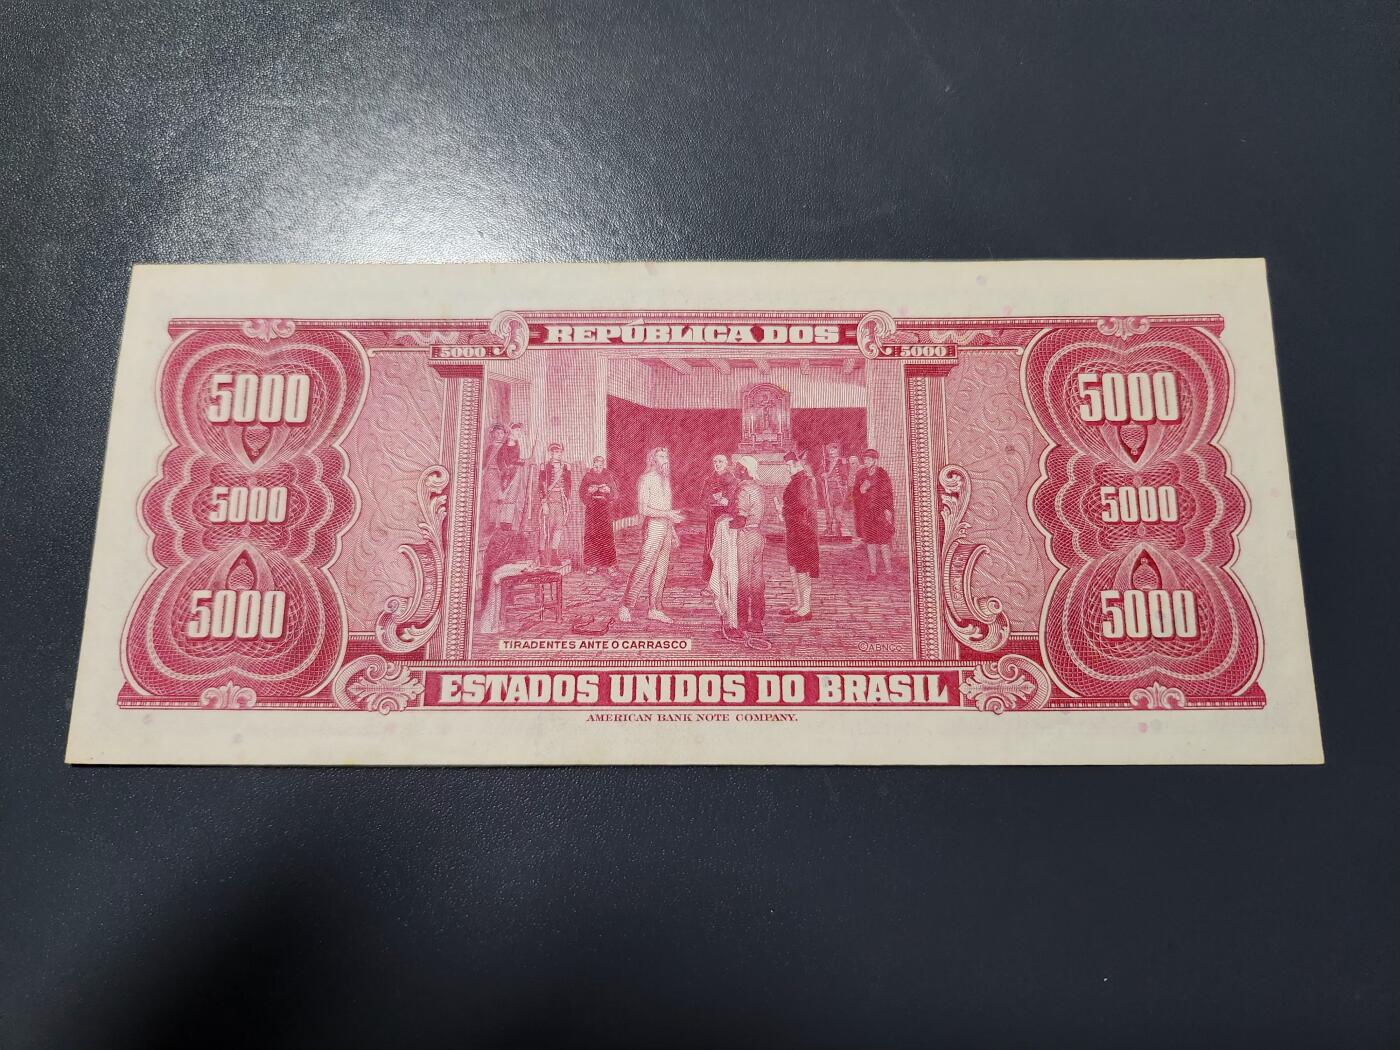 REPÚBLICA DOS
5000 5000
5000 5000
5000 5000
5000 5000
TIRADENTES ANTE O CARRASCO
©ABNCo.
ESTADOS UNIDOS DO BRASIL
AMERICAN BANK NOTE COMPANY.